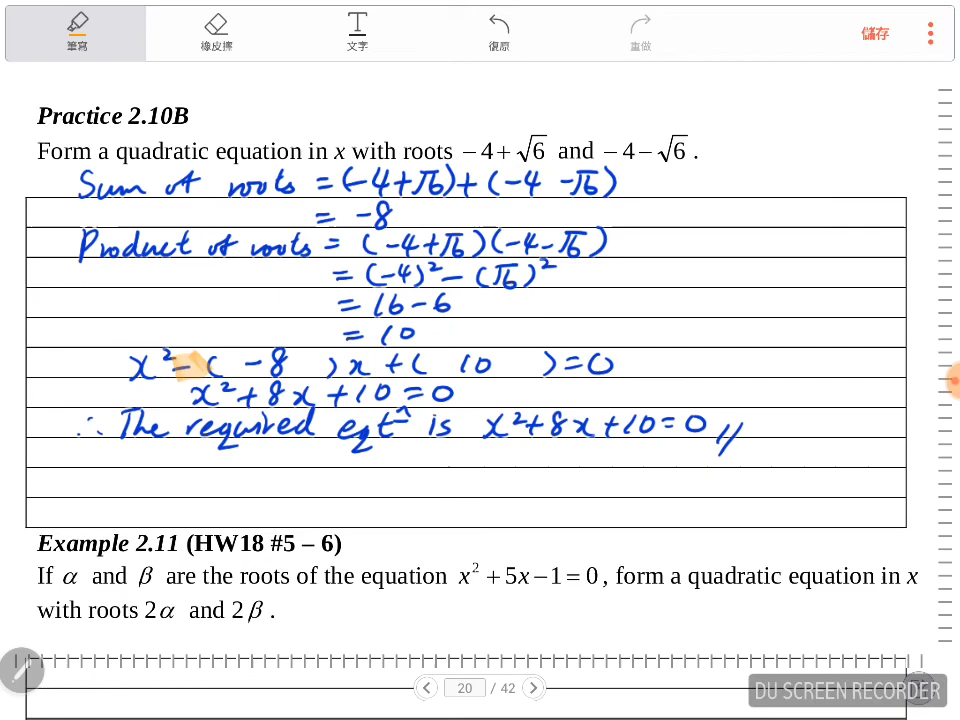 筆寫 橡皮擦 文字 復原 重做 儲存
Practice 2.10B
Form a quadratic equation in x with roots −4+√6 and −4−√6 .
Sum of roots = (−4+√6)+(−4 −√6)
= −8
Product of roots = (−4+√6)(−4−√6)
= (−4)² − (√6)²
= 16 − 6
= 10
x² − ( −8 )x + ( 10 ) = 0
x² + 8x + 10 = 0
∴ The required eqt^n is x² + 8x + 10 = 0 //
Example 2.11 (HW18 #5 – 6)
If α and β are the roots of the equation x² + 5x − 1 = 0 , form a quadratic equation in x
with roots 2α and 2β .
20 / 42
DU SCREEN RECORDER